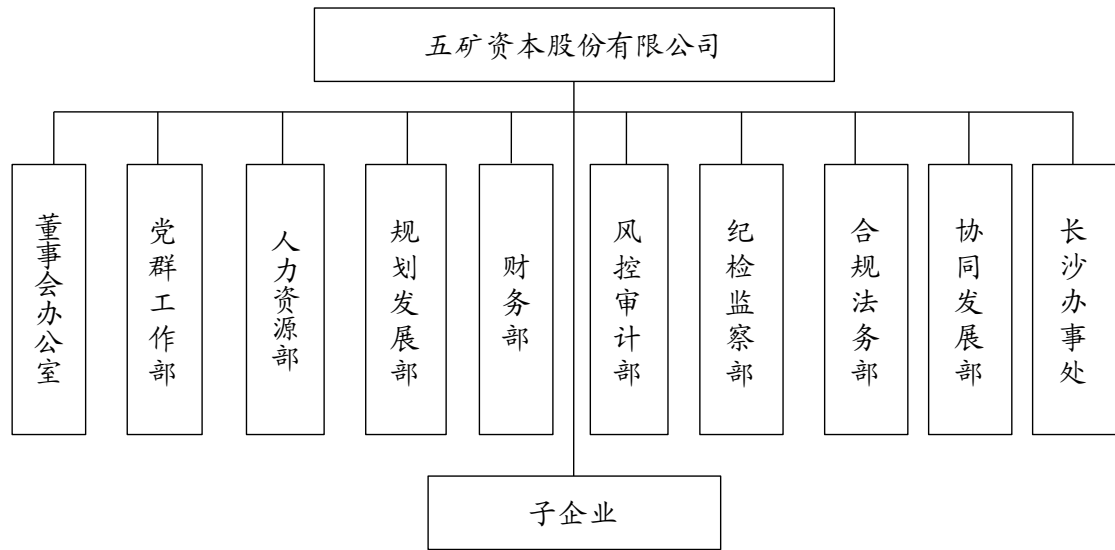 五矿资本股份有限公司
董事会办公室
党群工作部
人力资源部
规划发展部
财务部
风控审计部
纪检监察部
合规法务部
协同发展部
长沙办事处
子企业